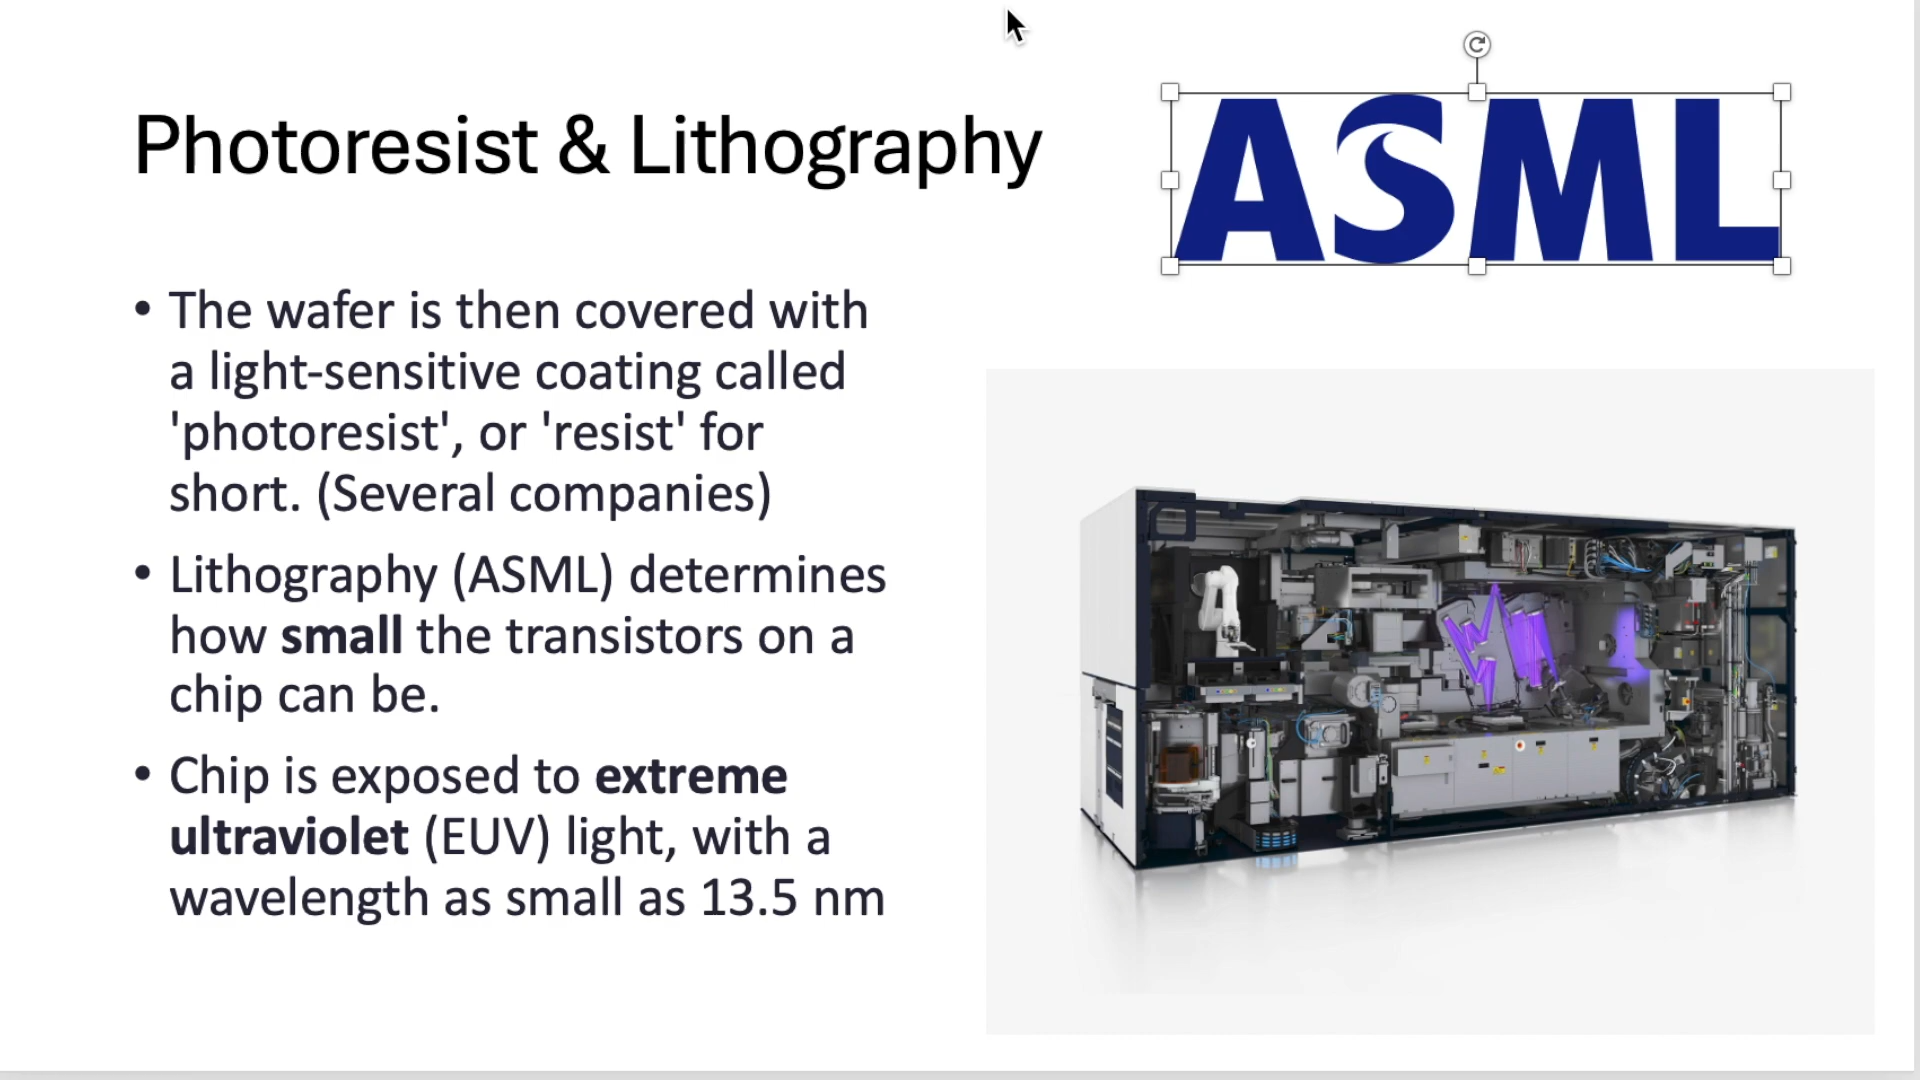 Photoresist & Lithography
ASML
• The wafer is then covered with
a light-sensitive coating called
'photoresist', or 'resist' for
short. (Several companies)
• Lithography (ASML) determines
how small the transistors on a
chip can be.
• Chip is exposed to extreme
ultraviolet (EUV) light, with a
wavelength as small as 13.5 nm